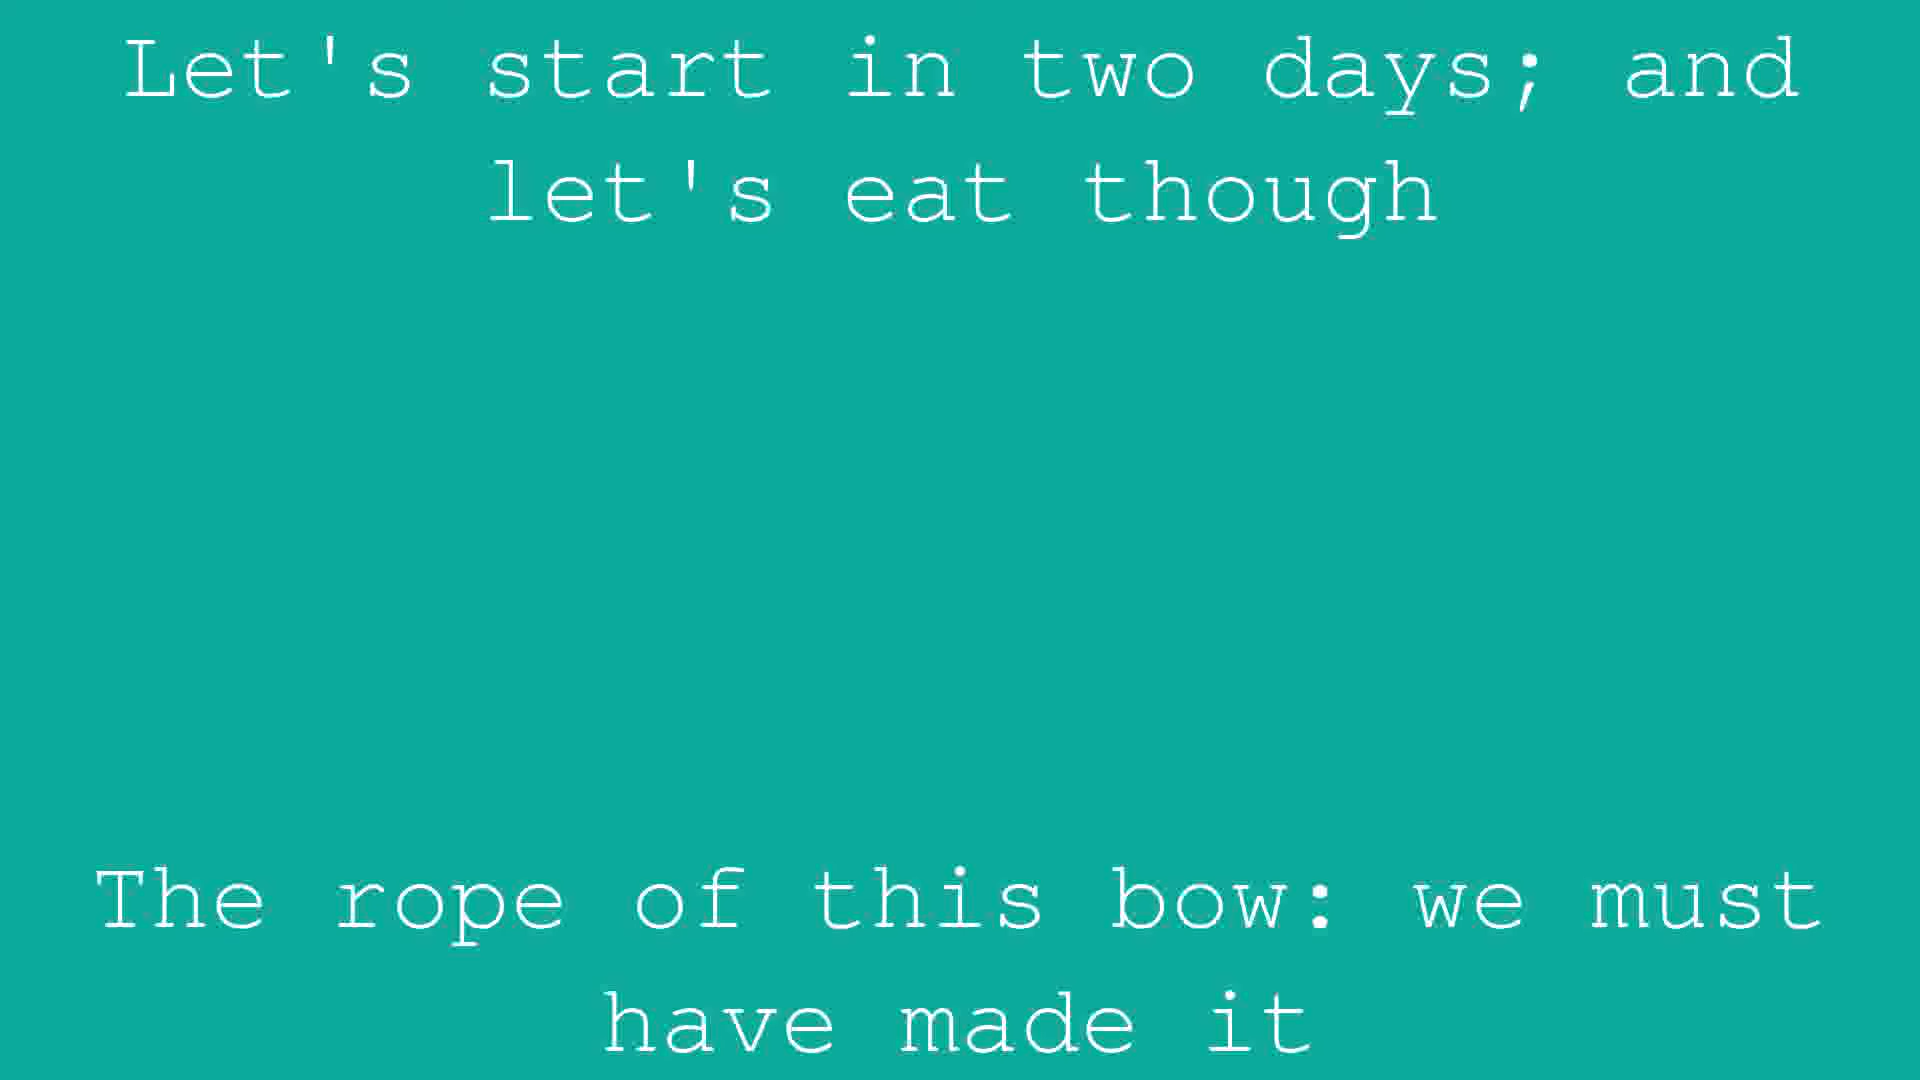 Let's start in two days; and
let's eat though
The rope of this bow: we must
have made it